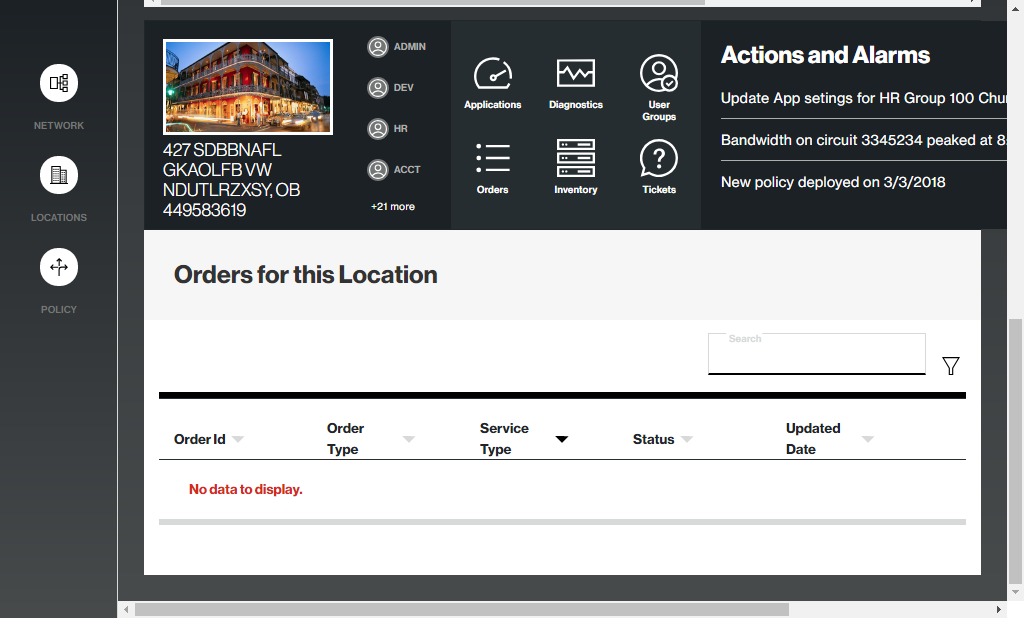 NETWORK
LOCATIONS
POLICY
427 SDBBNAFL
GKAOLFB VW
NDUTLRZXSY, OB
449583619
ADMIN
DEV
HR
ACCT
+21 more
Applications
Diagnostics
User
Groups
Orders
Inventory
Tickets
Actions and Alarms
Update App setings for HR Group 100 Chu
Bandwidth on circuit 3345234 peaked at 8
New policy deployed on 3/3/2018
Orders for this Location
Search
Order Id
Order
Type
Service
Type
Status
Updated
Date
No data to display.